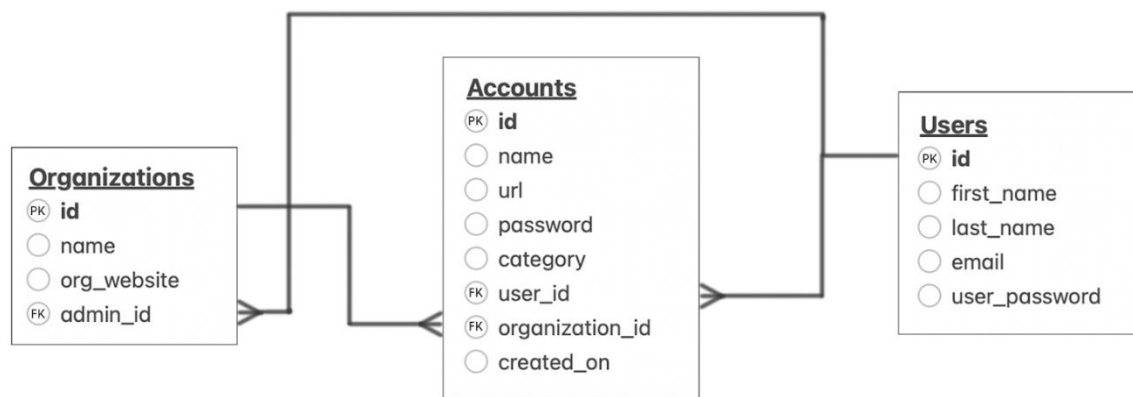 Organizations
PK id
name
org_website
FK admin_id
Accounts
PK id
name
url
password
category
FK user_id
FK organization_id
created_on
Users
PK id
first_name
last_name
email
user_password